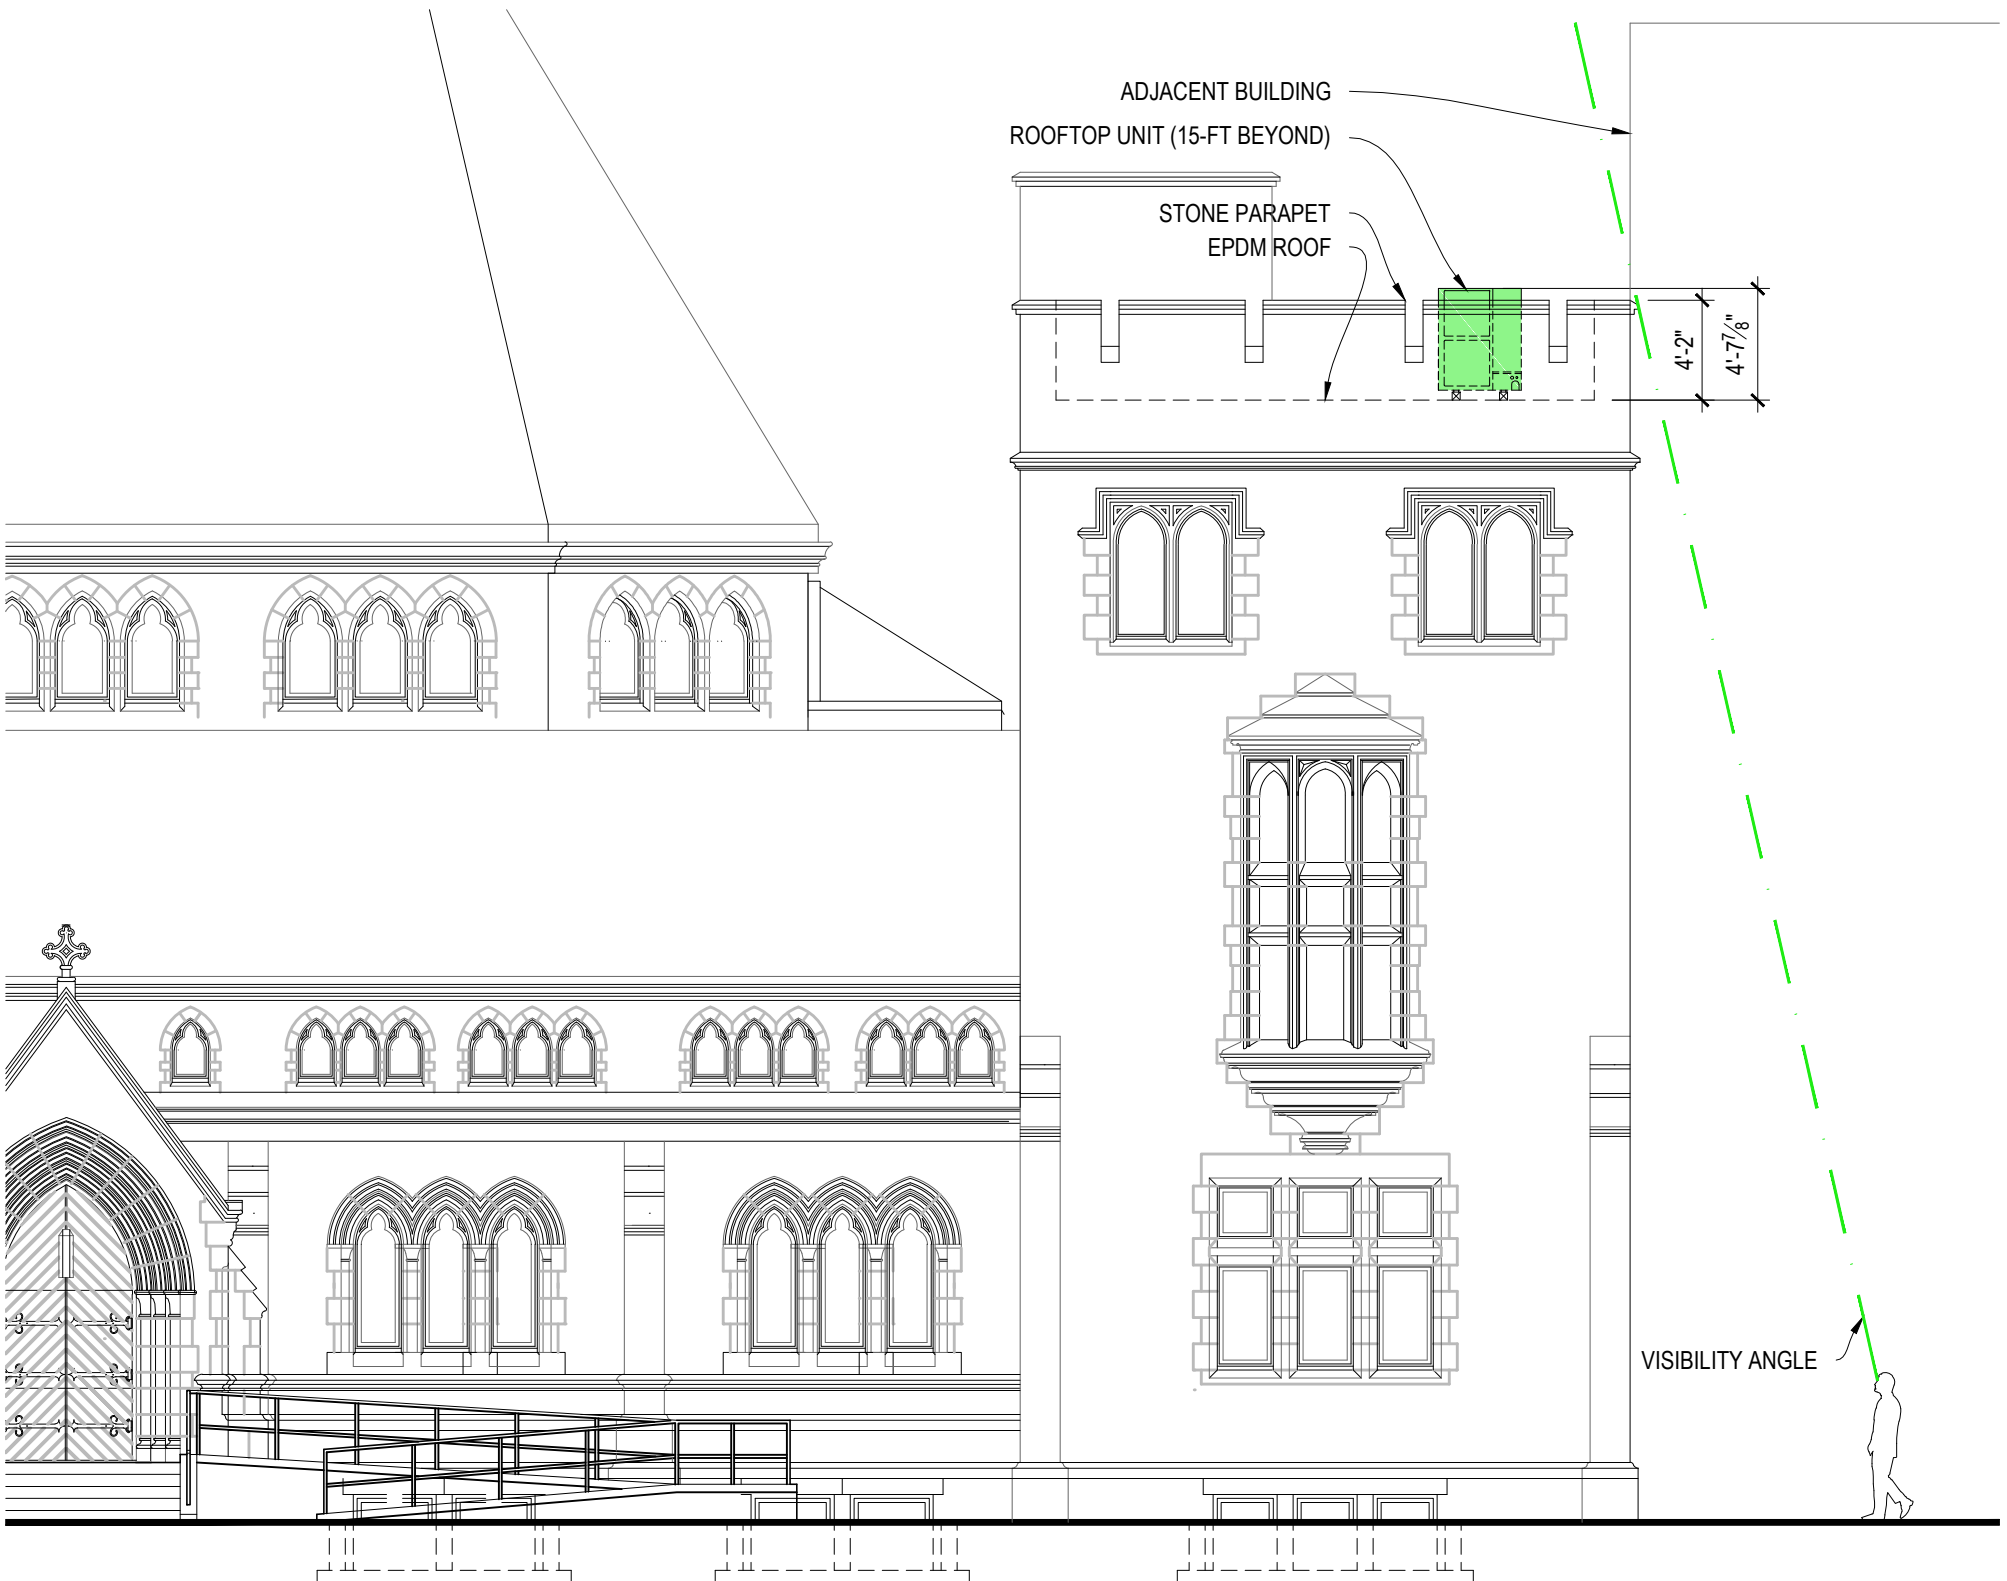 ADJACENT BUILDING
ROOFTOP UNIT (15-FT BEYOND)
STONE PARAPET
EPDM ROOF
4'-2"
4'-7⅞"
VISIBILITY ANGLE